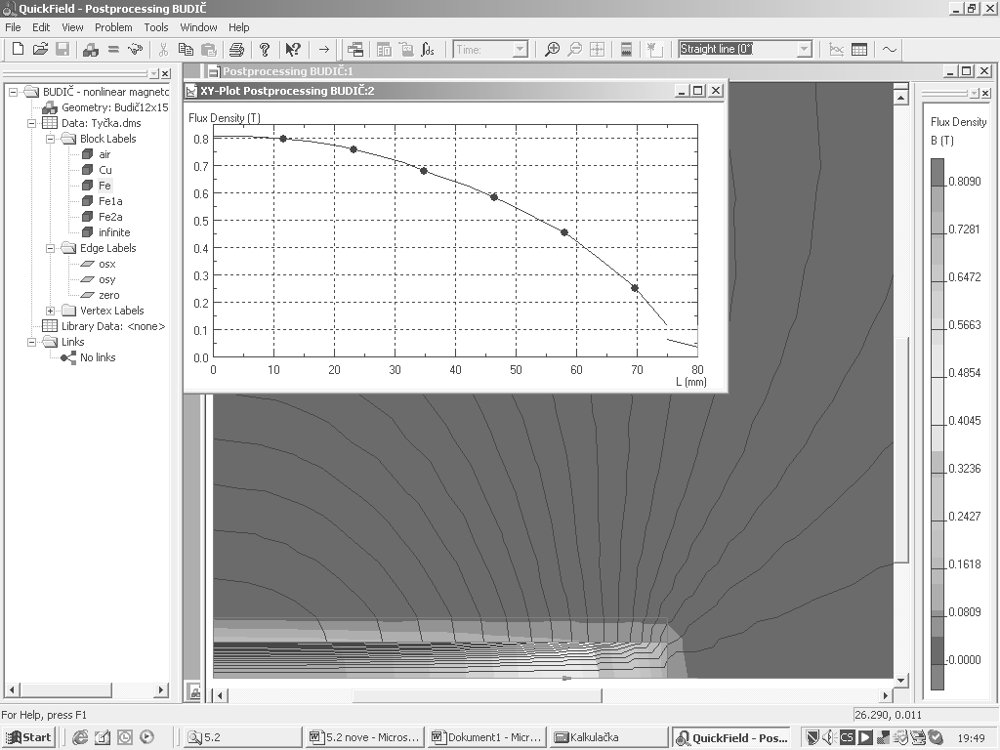 QuickField - Postprocessing BUDIČ
File Edit View Problem Tools Window Help
Time: Straight line (0°)
Postprocessing BUDIČ:1
BUDIČ - nonlinear magnetc
Geometry: Budič12x15
Data: Tyčka.dms
Block Labels
air
Cu
Fe
Fe1a
Fe2a
infinite
Edge Labels
osx
osy
zero
Vertex Labels
Library Data: <none>
Links
No links
XY-Plot Postprocessing BUDIČ:2
Flux Density (T)
0.8
0.7
0.6
0.5
0.4
0.3
0.2
0.1
0.0
0 10 20 30 40 50 60 70 80
L (mm)
Flux Density
B (T)
0.8090
0.7281
0.6472
0.5663
0.4854
0.4045
0.3236
0.2427
0.1618
0.0809
-0.0000
For Help, press F1
26.290, 0.011
Start 5.2 5.2 nove - Micros... Dokument1 - Micr... Kalkulačka QuickField - Pos... CS 19:49